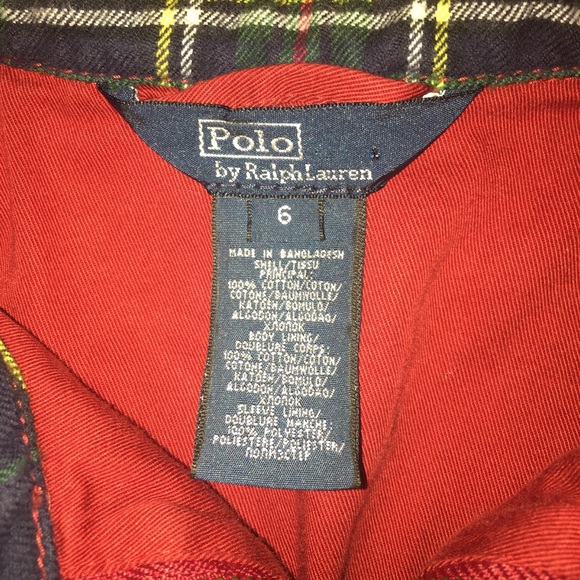 Polo
by Ralph Lauren
6
MADE IN BANGLADESH
SHELL/TISSU
PRINCIPAL:
100% COTTON/COTON/
COTONE/BAUMWOLLE/
KATOEN/BOMULD/
ALGODON/ALGODAO/
ХЛОПОК
BODY LINING/
DOUBLURE CORPS:
100% COTTON/COTON/
COTONE/BAUMWOLLE/
KATOEN/BOMULD/
ALGODON/ALGODAO/
ХЛОПОК
SLEEVE LINING/
DOUBLURE MANCHE:
100% POLYESTER/
POLIESTERE/POLIESTER/
ПОЛИЭСТЕР